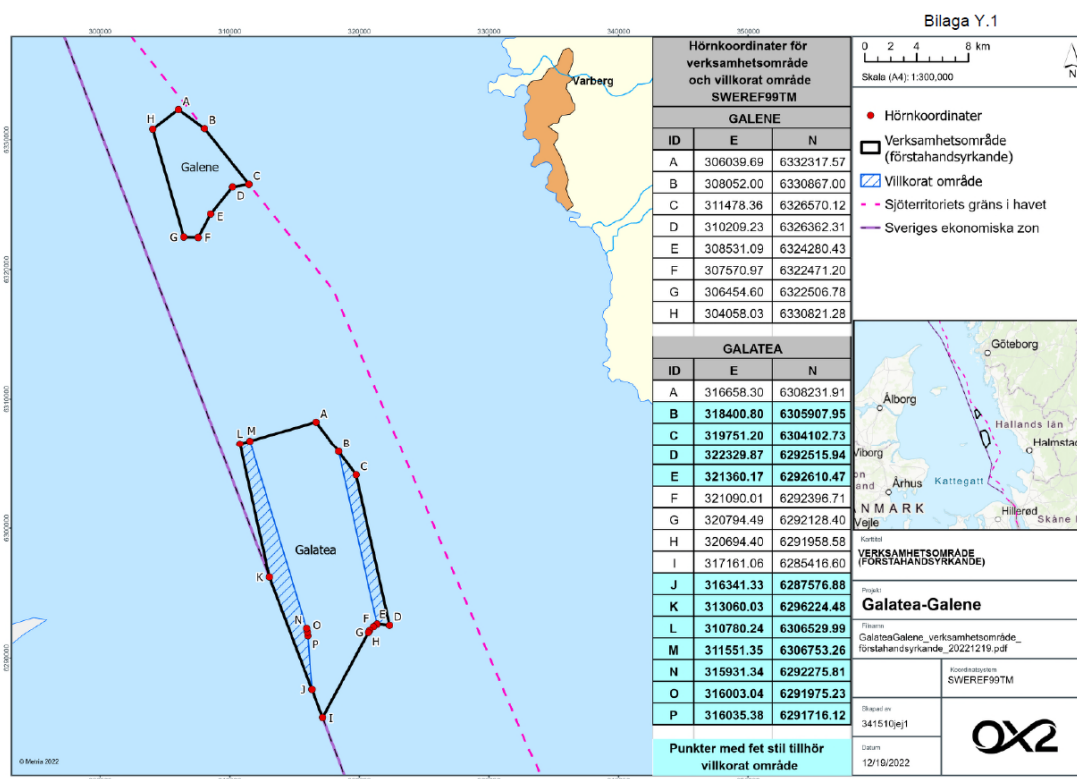 Bilaga Y.1
300000
310000
320000
330000
340000
350000
6330000
6320000
6310000
6300000
6290000
Varberg
A
B
H
Galene
C
D
E
G
F
A
L
M
B
C
Galatea
K
N
O
P
F
E
D
G
H
J
I
© Metria 2022
Hörnkoordinater för
verksamhetsområde
och villkorat område
SWEREF99TM
GALENE
ID E N
A 306039.69 6332317.57
B 308052.00 6330867.00
C 311478.36 6326570.12
D 310209.23 6326362.31
E 308531.09 6324280.43
F 307570.97 6322471.20
G 306454.60 6322506.78
H 304058.03 6330821.28
GALATEA
ID E N
A 316658.30 6308231.91
B 318400.80 6305907.95
C 319751.20 6304102.73
D 322329.87 6292515.94
E 321360.17 6292610.47
F 321090.01 6292396.71
G 320794.49 6292128.40
H 320694.40 6291958.58
I 317161.06 6285416.60
J 316341.33 6287576.88
K 313060.03 6296224.48
L 310780.24 6306529.99
M 311551.35 6306753.26
N 315931.34 6292275.81
O 316003.04 6291975.23
P 316035.38 6291716.12
Punkter med fet stil tillhör
villkorat område
0 2 4 8 km
Skala (A4): 1:300,000
N
Hörnkoordinater
Verksamhetsområde
(förstahandsyrkande)
Villkorat område
Sjöterritoriets gräns i havet
Sveriges ekonomiska zon
Göteborg
Ålborg
Hallands län
Halmstad
Viborg
Kattegatt
Århus
ANMARK
Hillerød
Skåne l
Vejle
Karttitel
VERKSAMHETSOMRÅDE
(FÖRSTAHANDSYRKANDE)
Projekt
Galatea-Galene
Filnamn
GalateaGalene_verksamhetsområde_
förstahandsyrkande_20221219.pdf
Koordinatsystem
SWEREF99TM
Skapad av
341510jej1
Datum
12/19/2022
OX2